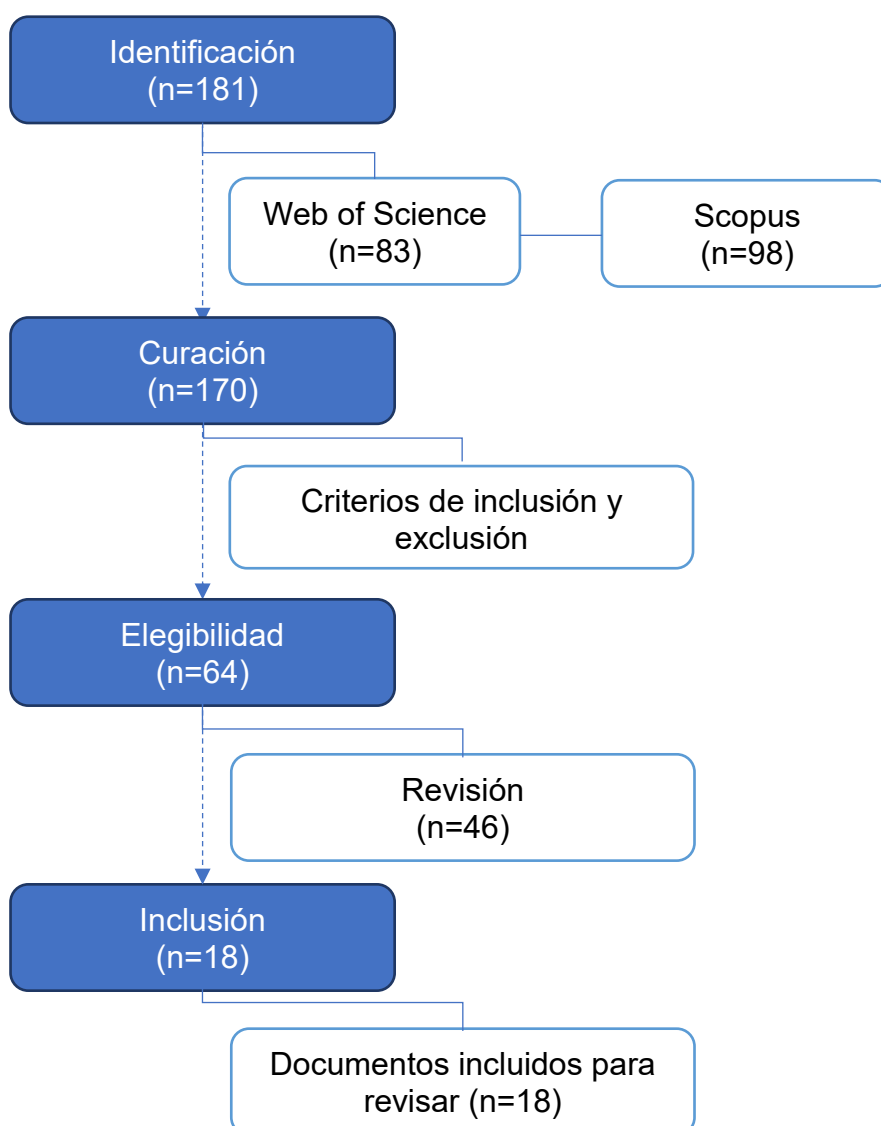 Identificación
(n=181)
Web of Science
(n=83)
Scopus
(n=98)
Curación
(n=170)
Criterios de inclusión y
exclusión
Elegibilidad
(n=64)
Revisión
(n=46)
Inclusión
(n=18)
Documentos incluidos para
revisar (n=18)